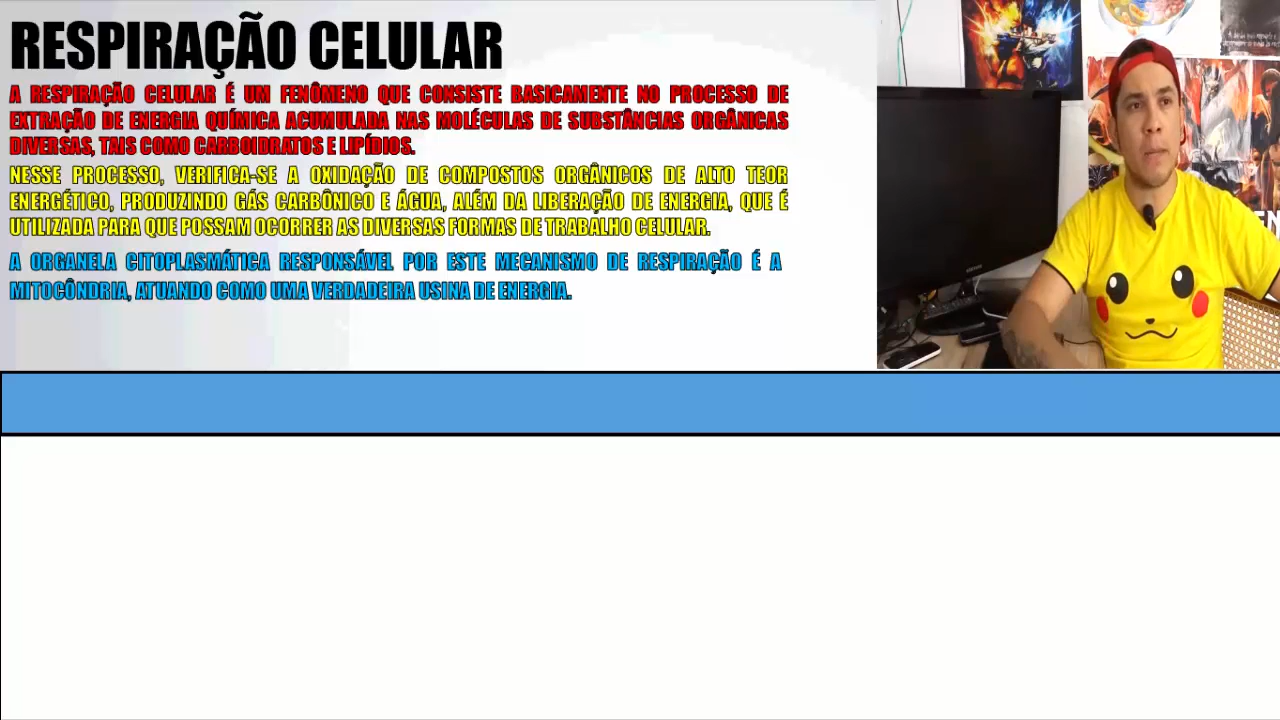 RESPIRAÇÃO CELULAR
A RESPIRAÇÃO CELULAR É UM FENÔMENO QUE CONSISTE BASICAMENTE NO PROCESSO DE
EXTRAÇÃO DE ENERGIA QUÍMICA ACUMULADA NAS MOLÉCULAS DE SUBSTÂNCIAS ORGÂNICAS
DIVERSAS, TAIS COMO CARBOIDRATOS E LIPÍDIOS.
NESSE PROCESSO, VERIFICA-SE A OXIDAÇÃO DE COMPOSTOS ORGÂNICOS DE ALTO TEOR
ENERGÉTICO, PRODUZINDO GÁS CARBÔNICO E ÁGUA, ALÉM DA LIBERAÇÃO DE ENERGIA, QUE É
UTILIZADA PARA QUE POSSAM OCORRER AS DIVERSAS FORMAS DE TRABALHO CELULAR.
A ORGANELA CITOPLASMÁTICA RESPONSÁVEL POR ESTE MECANISMO DE RESPIRAÇÃO É A
MITOCÔNDRIA, ATUANDO COMO UMA VERDADEIRA USINA DE ENERGIA.